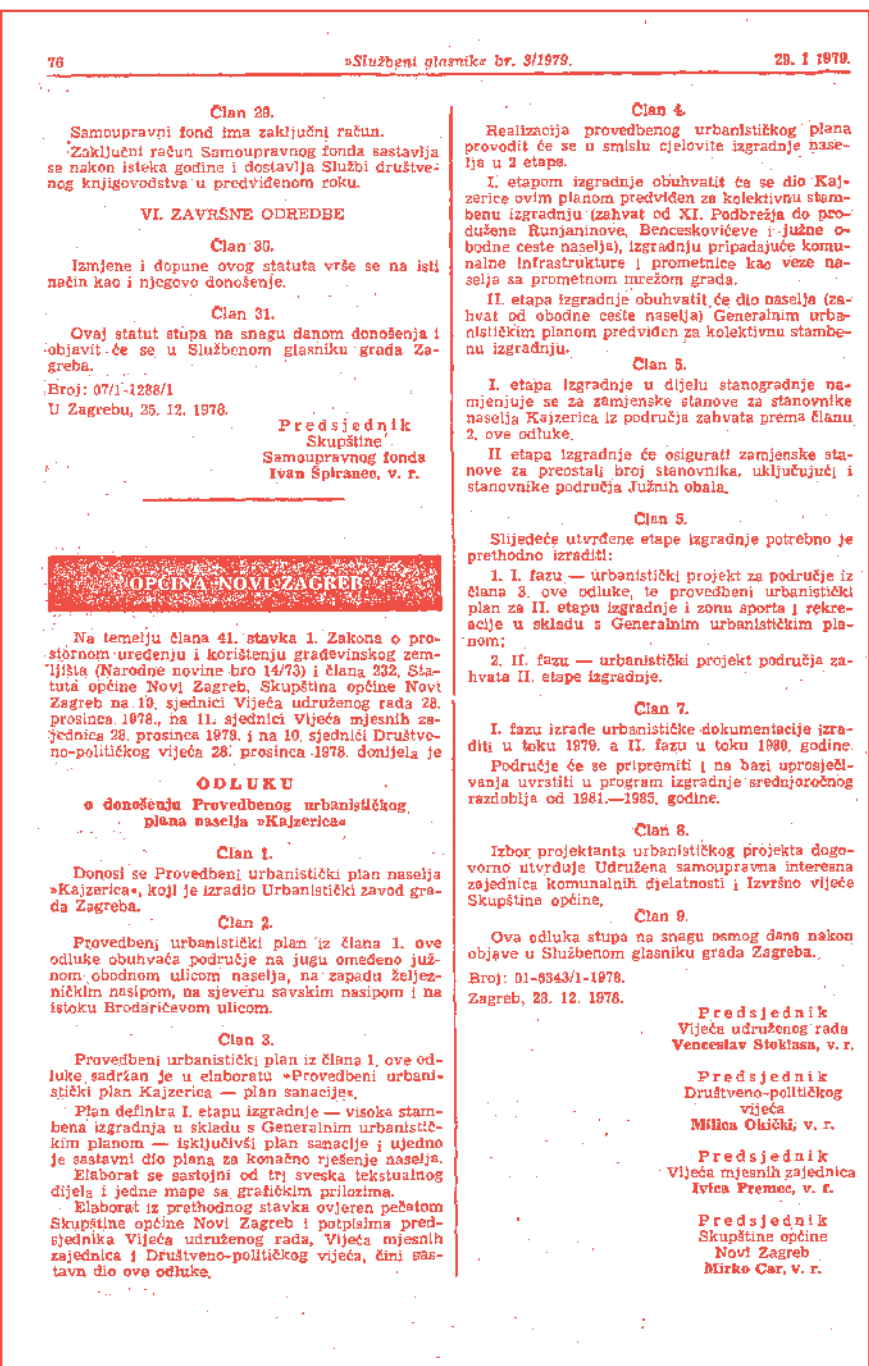 76
»Službeni glasnik« br. 3/1979.
29. 1 1979.
Član 29.
Samoupravni fond ima zaključni račun.
Zaključni račun Samoupravnog fonda sastavlja
se nakon isteka godine i dostavlja Službi društve-
nog knjigovodstva u predviđenom roku.
VI. ZAVRŠNE ODREDBE
Član 30.
Izmjene i dopune ovog statuta vrše se na isti
način kao i njegovo donošenje.
Član 31.
Ovaj statut stupa na snagu danom donošenja i
objavit će se u Službenom glasniku grada Za-
greba.
Broj: 07/1-1288/1
U Zagrebu, 25. 12. 1978.
Predsjednik
Skupštine
Samoupravnog fonda
Ivan Špiranec, v. r.
OPĆINA NOVI ZAGREB
Na temelju člana 41. stavka 1. Zakona o pro-
stornom uređenju i korištenju građevinskog zem-
ljišta (Narodne novine bro 14/73) i člana 232, Sta-
tuta općine Novi Zagreb, Skupština općine Novi
Zagreb na 10. sjednici Vijeća udruženog rada 28.
prosinca 1978., na 11. sjednici Vijeća mjesnih za-
jednica 28. prosinca 1978. i na 10. sjednici Društve-
no-političkog vijeća 28. prosinca 1978. donijela je
ODLUKU
o donošenju Provedbenog urbanističkog
plana naselja »Kajzerica«
Član 1.
Donosi se Provedbeni urbanistički plan naselja
»Kajzerica«, koji je izradio Urbanistički zavod gra-
da Zagreba.
Član 2.
Provedbeni urbanistički plan iz člana 1. ove
odluke obuhvaća područje na jugu omeđeno juž-
nom obodnom ulicom naselja, na zapadu željez-
ničkim nasipom, na sjeveru savskim nasipom i na
istoku Brodarićevom ulicom.
Član 3.
Provedbeni urbanistički plan iz člana 1. ove od-
luke sadržan je u elaboratu »Provedbeni urbani-
stički plan Kajzerica — plan sanacije«.
Plan definira I. etapu izgradnje — visoka stam-
bena izgradnja u skladu s Generalnim urbanistič-
kim planom — isključivši plan sanacije i ujedno
je sastavni dio plana za konačno rješenje naselja.
Elaborat se sastojni od tri sveska tekstualnog
dijela i jedne mape sa grafičkim prilozima.
Elaborat iz prethodnog stavka ovjeren pečatom
Skupštine općine Novi Zagreb i potpisima pred-
sjednika Vijeća udruženog rada, Vijeća mjesnih
zajednica i Društveno-političkog vijeća, čini sas-
tavn dio ove odluke.
Član 4.
Realizacija provedbenog urbanističkog plana
provodit će se u smislu cjelovite izgradnje nase-
lja u 2 etape.
I. etapom izgradnje obuhvatit će se dio Kaj-
zerice ovim planom predviđen za kolektivnu stam-
benu izgradnju (zahvat od XI. Podbrežja do pro-
dužene Runjaninove, Benceskovićeve i južne o-
bodne ceste naselja), izgradnju pripadajuće komu-
nalne infrastrukture i prometnice kao veze na-
selja sa prometnom mrežom grada.
II. etapa izgradnje obuhvatit će dio naselja (za-
hvat od obodne ceste naselja) Generalnim urba-
nističkim planom predviđen za kolektivnu stambe-
nu izgradnju.
Član 5.
I. etapa izgradnje u dijelu stanogradnje na-
mjenjuje se za zamjenske stanove za stanovnike
naselja Kajzerica iz područja zahvata prema članu
2. ove odluke.
II etapa izgradnje će osigurati zamjenske sta-
nove za preostali broj stanovnika, uključujući i
stanovnike područja Južnih obala.
Član 5.
Slijedeće utvrđene etape izgradnje potrebno je
prethodno izraditi:
1. I. fazu — urbanistički projekt za područje iz
člana 3. ove odluke, te provedbeni urbanistički
plan za II. etapu izgradnje i zonu sporta i rekre-
acije u skladu s Generalnim urbanističkim pla-
nom;
2. II. fazu — urbanistički projekt područja za-
hvata II. etape izgradnje.
Član 7.
I. fazu izrade urbanističke dokumentacije izra-
diti u toku 1979. a II. fazu u toku 1980. godine.
Područje će se pripremiti i na bazi uprosječi-
vanja uvrstiti u program izgradnje srednjoročnog
razdoblja od 1981.—1985. godine.
Član 8.
Izbor projektanta urbanističkog projekta dogo-
vorno utvrđuje Udružena samoupravna interesna
zajednica komunalnih djelatnosti i Izvršno vijeće
Skupštine općine.
Član 9.
Ova odluka stupa na snagu osmog dana nakon
objave u Službenom glasniku grada Zagreba.
Broj: 01-6343/1-1978.
Zagreb, 28. 12. 1978.
Predsjednik
Vijeća udruženog rada
Venceslav Stoklasa, v. r.
Predsjednik
Društveno-političkog
vijeća
Milica Okički, v. r.
Predsjednik
Vijeća mjesnih zajednica
Ivica Premec, v. r.
Predsjednik
Skupštine općine
Novi Zagreb
Mirko Car, v. r.